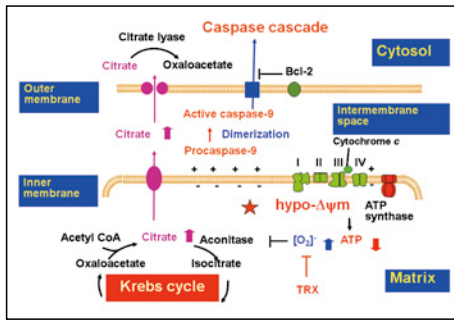 Caspase cascade
Citrate lyase
Cytosol
Citrate
Oxaloacetate
Bcl-2
Outer
membrane
Active caspase-9
Intermembrane
space
Citrate
Dimerization
Cytochrome c
Procaspase-9
I II III IV
+ + + + +
Inner
membrane
- - - - -
hypo-Δψm
ATP
synthase
Acetyl CoA
Citrate
Aconitase
[O₂]⁻
ATP
Oxaloacetate
Isocitrate
Krebs cycle
TRX
Matrix